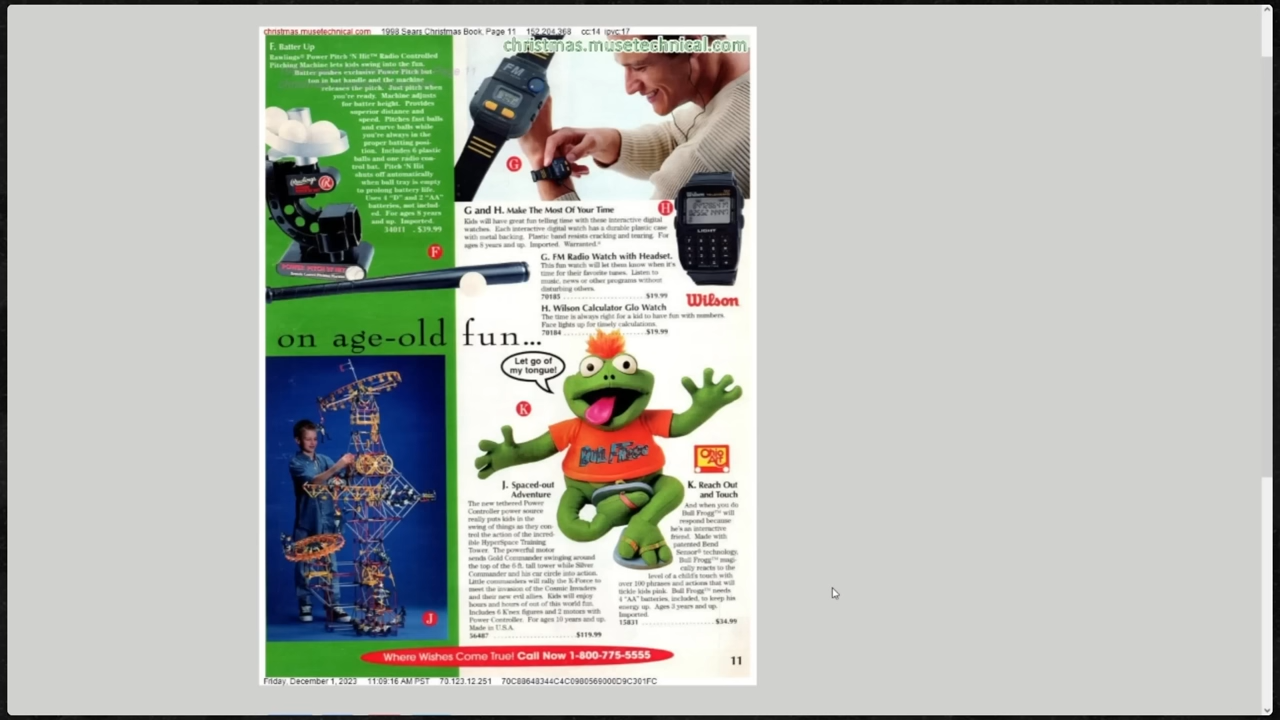 christmas.musetechnical.com 1998 Sears Christmas Book, Page 11 152,204,368 cc:14 ipvc:17
christmas.musetechnical.com
F. Batter Up
Rawlings® Power Pitch 'N Hit™ Radio Controlled
Pitching Machine lets kids swing into the fun.
Batter pushes exclusive Power Pitch but-
ton in bat handle and the machine
releases the pitch. Just pitch when
you're ready. Machine adjusts
for batter height. Provides
superior distance and
speed. Pitches fast balls
and curve balls while
you're always in the
proper batting posi-
tion. Includes 6 plastic
balls and one radio con-
trol bat. Pitch 'N Hit
shuts off automatically
when ball tray is empty
to prolong battery life.
Uses 4 "D" and 2 "AA"
batteries, not includ-
ed. For ages 8 years
and up. Imported.
34011 . $39.99
Rawlings
F
FM
G
H
Wilson
LIGHT
G and H. Make The Most Of Your Time
Kids will have great fun telling time with these interactive digital
watches. Each interactive digital watch has a durable plastic case
with metal backing. Plastic band resists cracking and tearing. For
ages 8 years and up. Imported. Warranted.*
G. FM Radio Watch with Headset.
This fun watch will let them know when it's
time for their favorite tunes. Listen to
music, news or other programs without
disturbing others.
70185 ........................ $19.99
Wilson
H. Wilson Calculator Glo Watch
The time is always right for a kid to have fun with numbers.
Face lights up for timely calculations.
70184 ........................ $19.99
on age-old fun...
Let go of
my tongue!
K
Bull Frogg
Ohio
Art
J. Spaced-out
Adventure
The new tethered Power
Controller power source
really puts kids in the
swing of things as they con-
trol the action of the incred-
ible HyperSpace Training
Tower. The powerful motor
sends Gold Commander swinging around
the top of the 6 ft. tall tower while Silver
Commander and his car circle into action.
Little commanders will rally the K-Force to
meet the invasion of the Cosmic Invaders
and their new evil allies. Kids will enjoy
hours and hours of out of this world fun.
Includes 6 K'nex figures and 2 motors with
Power Controller. For ages 10 years and up.
Made in U.S.A.
56487 ........................ $119.99
J
K. Reach Out
and Touch
And when you do
Bull Frogg™ will
respond because
he's an interactive
friend. Made with
patented Bend
Sensor® technology,
Bull Frogg™ magi-
cally reacts to the
level of a child's touch with
over 100 phrases and actions that will
tickle kids pink. Bull Frogg™ needs
4 "AA" batteries, included, to keep his
energy up. Ages 3 years and up.
Imported.
15831 ........................ $34.99
Where Wishes Come True! Call Now 1-800-775-5555
11
Friday, December 1, 2023 11:09:16 AM PST 70.123.12.251 70C88648344C4C0980569000D9C301FC